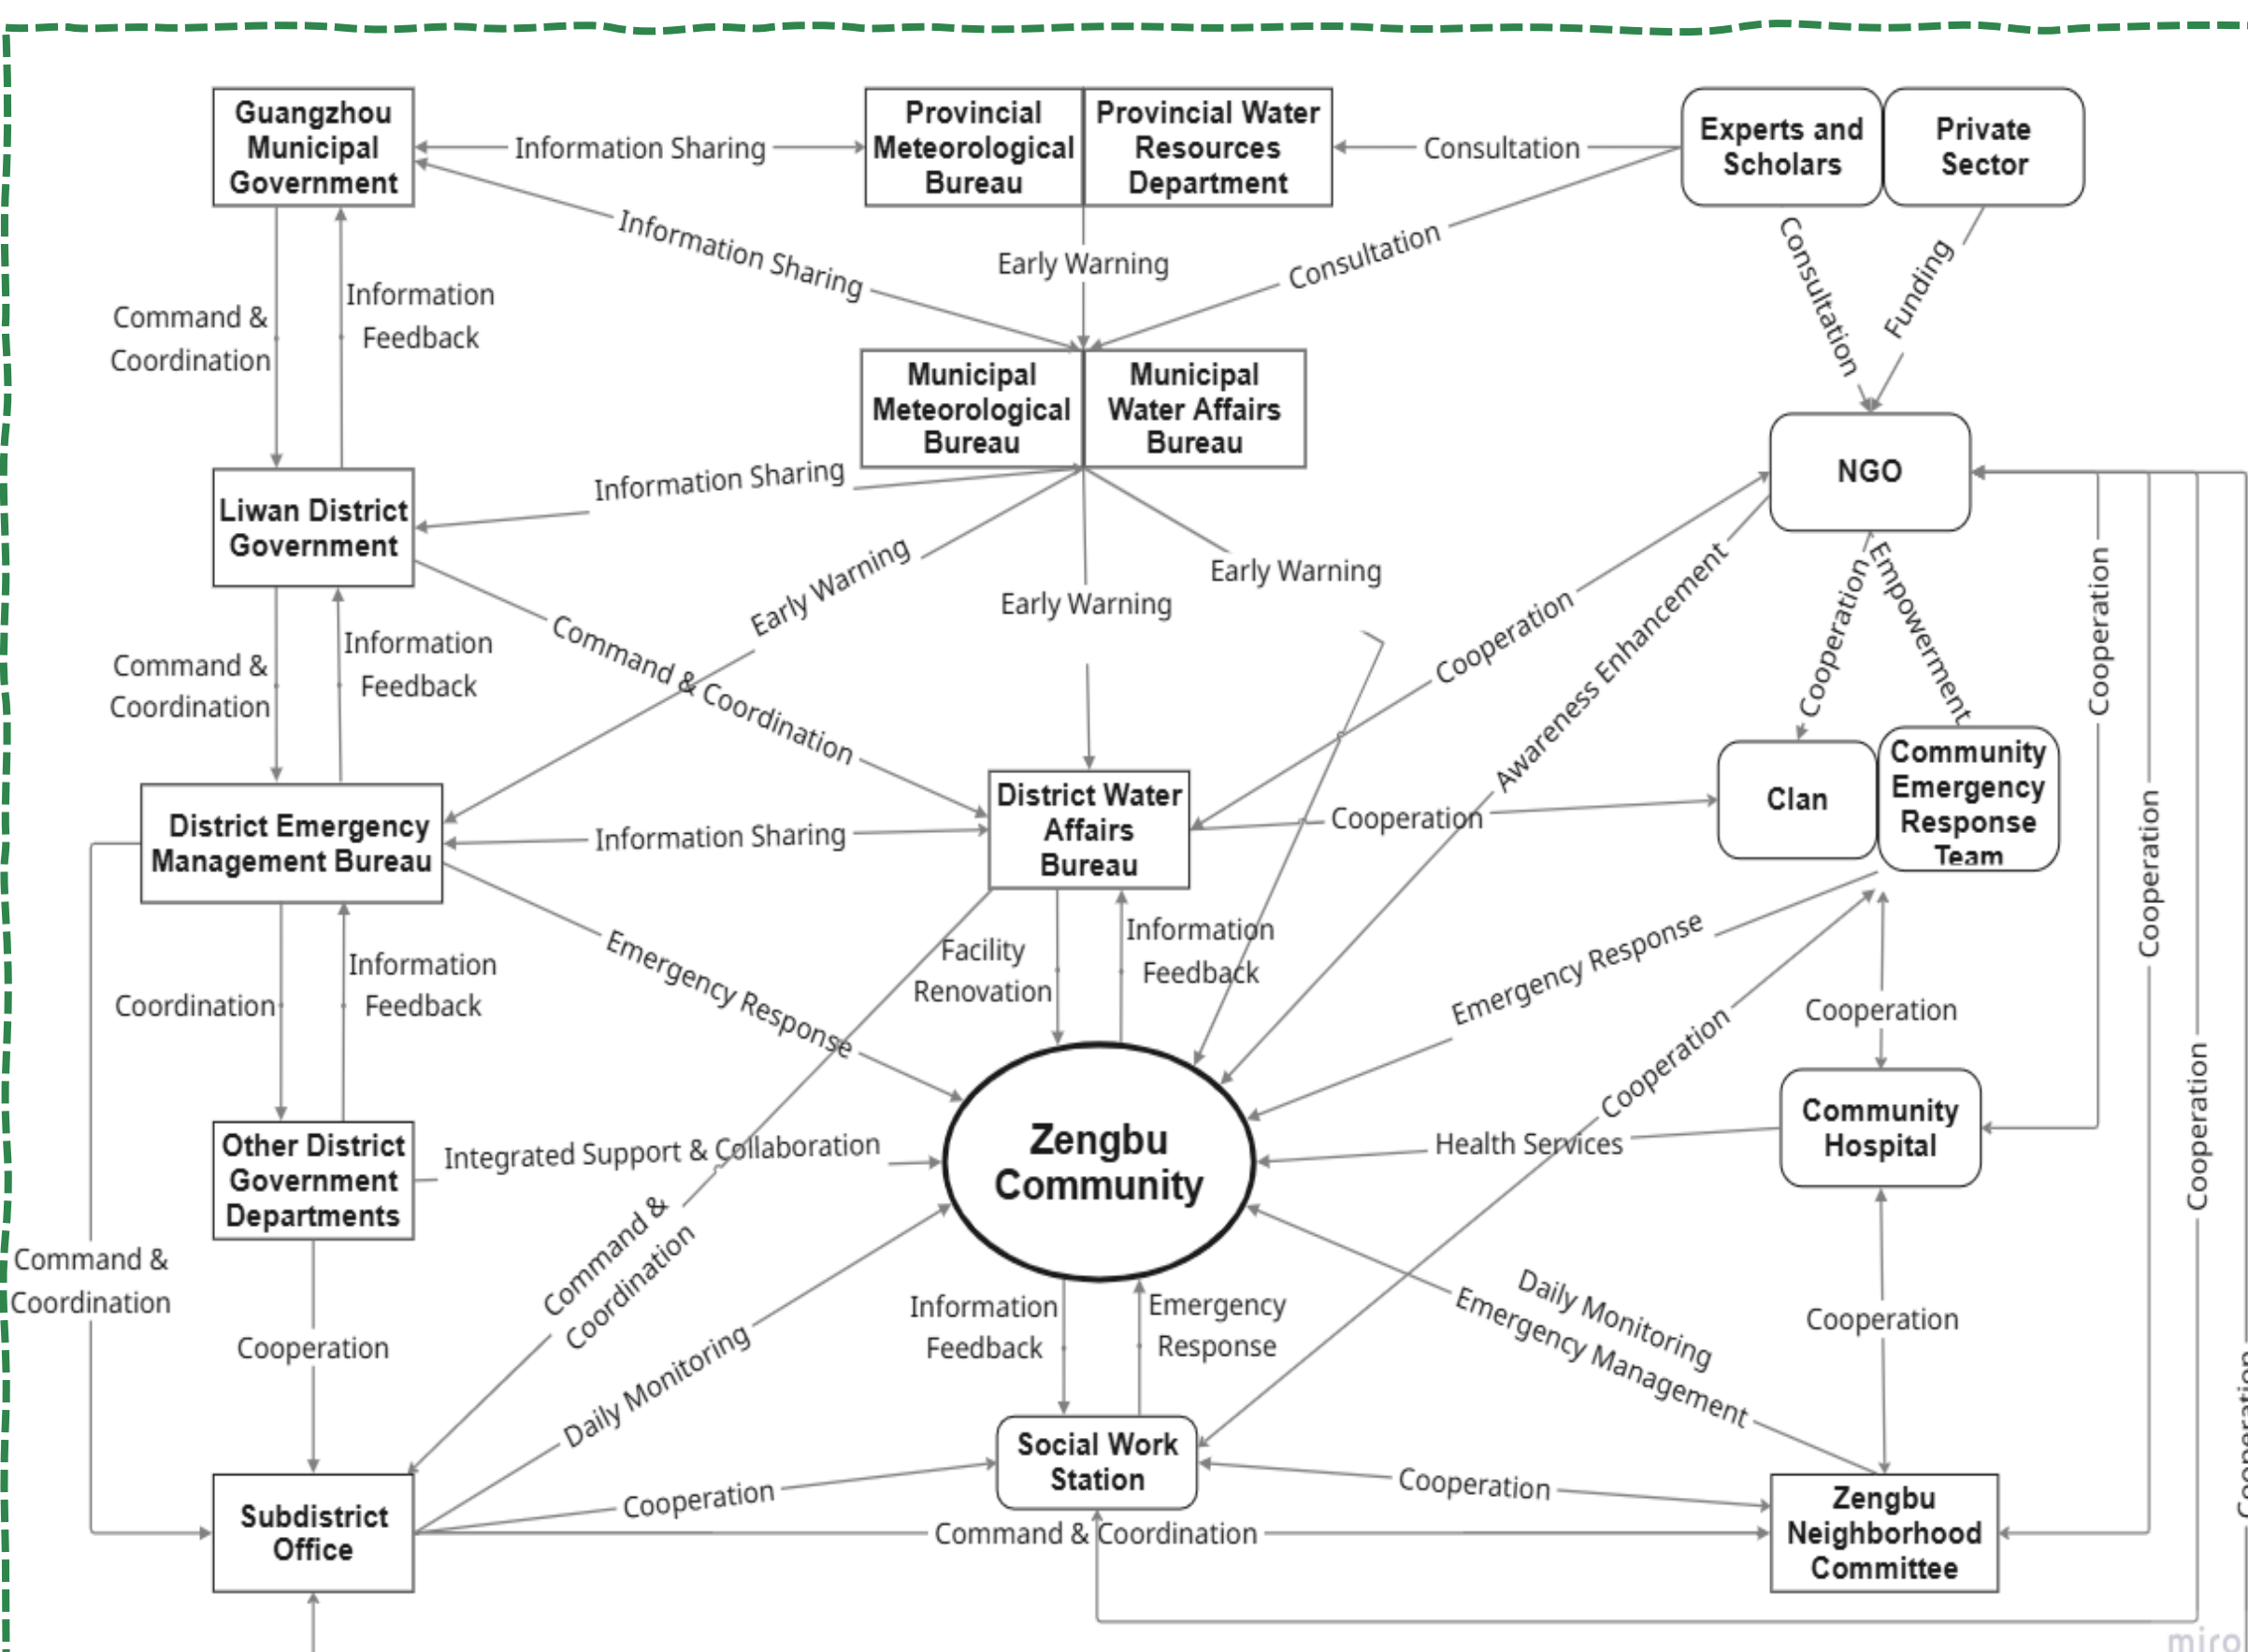 Guangzhou
Municipal
Government
Information Sharing
Provincial
Meteorological
Bureau
Provincial Water
Resources
Department
Consultation
Experts and
Scholars
Private
Sector
Information Sharing
Early Warning
Consultation
Consultation
Funding
Command &
Coordination
Information
Feedback
Municipal
Meteorological
Bureau
Municipal
Water Affairs
Bureau
NGO
Information Sharing
Liwan District
Government
Early Warning
Early Warning
Early Warning
Cooperation
Awareness Enhancement
Cooperation
Empowerment
Cooperation
Command &
Coordination
Information
Feedback
Command & Coordination
District Emergency
Management Bureau
Information Sharing
District Water
Affairs
Bureau
Cooperation
Clan
Community
Emergency
Response
Team
Cooperation
Coordination
Information
Feedback
Emergency Response
Facility
Renovation
Information
Feedback
Emergency Response
Cooperation
Cooperation
Cooperation
Other District
Government
Departments
Integrated Support & Collaboration
Zengbu
Community
Health Services
Community
Hospital
Command &
Coordination
Cooperation
Command &
Coordination
Daily Monitoring
Information
Feedback
Emergency
Response
Daily Monitoring
Emergency Management
Cooperation
Cooperation
Subdistrict
Office
Cooperation
Social Work
Station
Cooperation
Command & Coordination
Zengbu
Neighborhood
Committee
miro